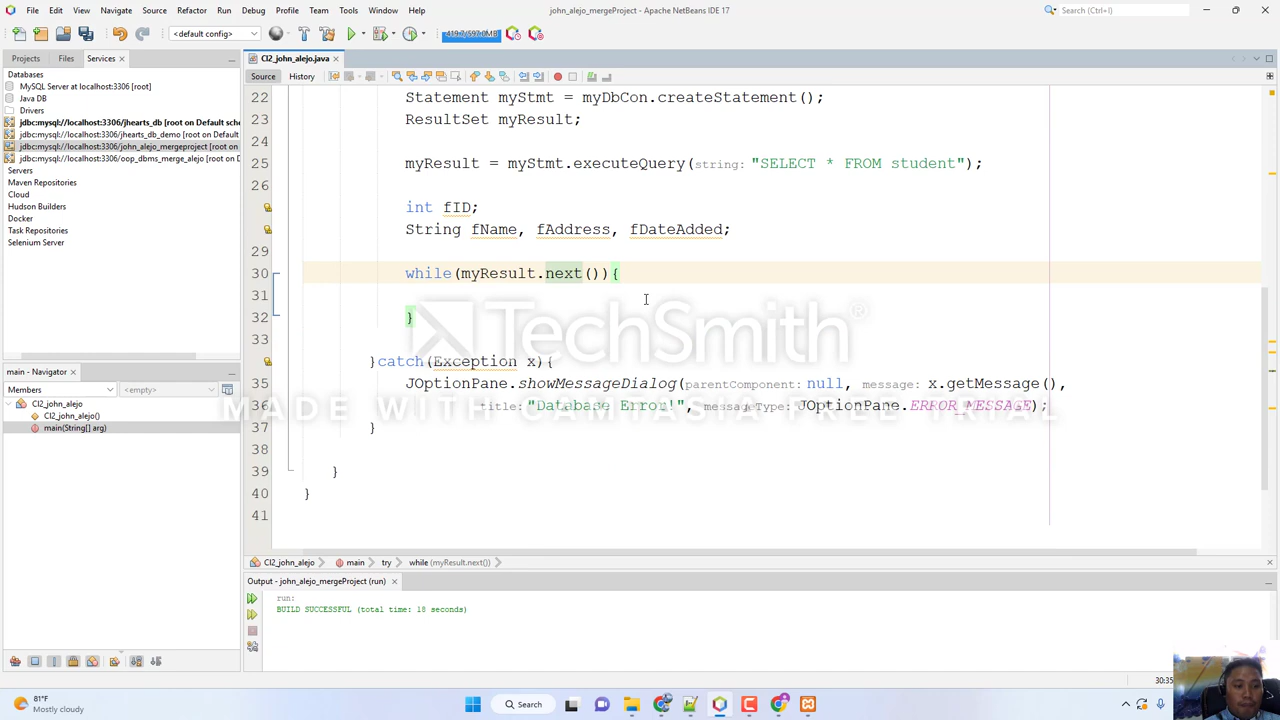 File Edit View Navigate Source Refactor Run Debug Profile Team Tools Window Help
john_alejo_mergeProject - Apache NetBeans IDE 17
Search (Ctrl+I)
<default config>
419.7/597.0MB
Projects Files Services
CI2_john_alejo.java
Source History
Databases
MySQL Server at localhost:3306 [root]
Java DB
Drivers
jdbc:mysql://localhost:3306/jhearts_db [root on Default sche
jdbc:mysql://localhost:3306/jhearts_db_demo [root on Default
jdbc:mysql://localhost:3306/john_alejo_mergeproject [root on
jdbc:mysql://localhost:3306/oop_dbms_merge_alejo [root on D
Servers
Maven Repositories
Cloud
Hudson Builders
Docker
Task Repositories
Selenium Server
22 Statement myStmt = myDbCon.createStatement();
23 ResultSet myResult;
24
25 myResult = myStmt.executeQuery(string: "SELECT * FROM student");
26
int fID;
String fName, fAddress, fDateAdded;
29
30 while(myResult.next()){
31
32 }
33
}catch(Exception x){
35 JOptionPane.showMessageDialog(parentComponent: null, message: x.getMessage(),
36 title: "Database Error!", messageType: JOptionPane.ERROR_MESSAGE);
37 }
38
39 }
40 }
41
TechSmith®
MADE WITH CAMTASIA FREE TRIAL
main - Navigator
Members <empty>
CI2_john_alejo
CI2_john_alejo()
main(String[] arg)
CI2_john_alejo main try while (myResult.next())
Output - john_alejo_mergeProject (run)
run:
BUILD SUCCESSFUL (total time: 18 seconds)
30:35
81°F
Mostly cloudy
Search